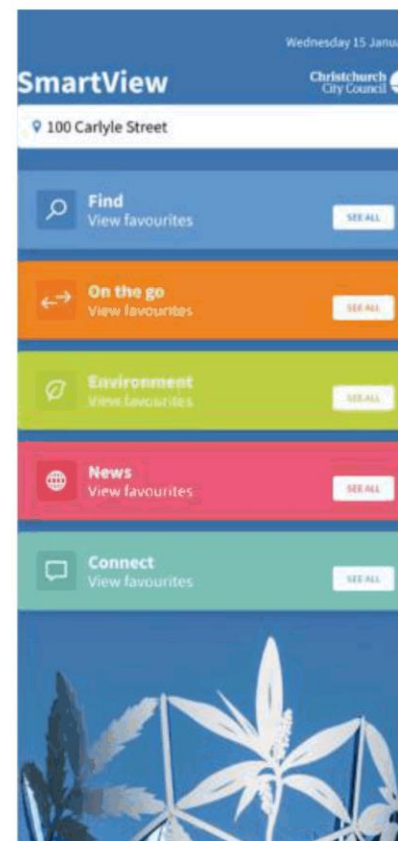 Wednesday 15 Janua
SmartView
Christchurch
City Council
100 Carlyle Street
Find
View favourites
SEE ALL
On the go
View favourites
SEE ALL
Environment
View favourites
SEE ALL
News
View favourites
SEE ALL
Connect
View favourites
SEE ALL